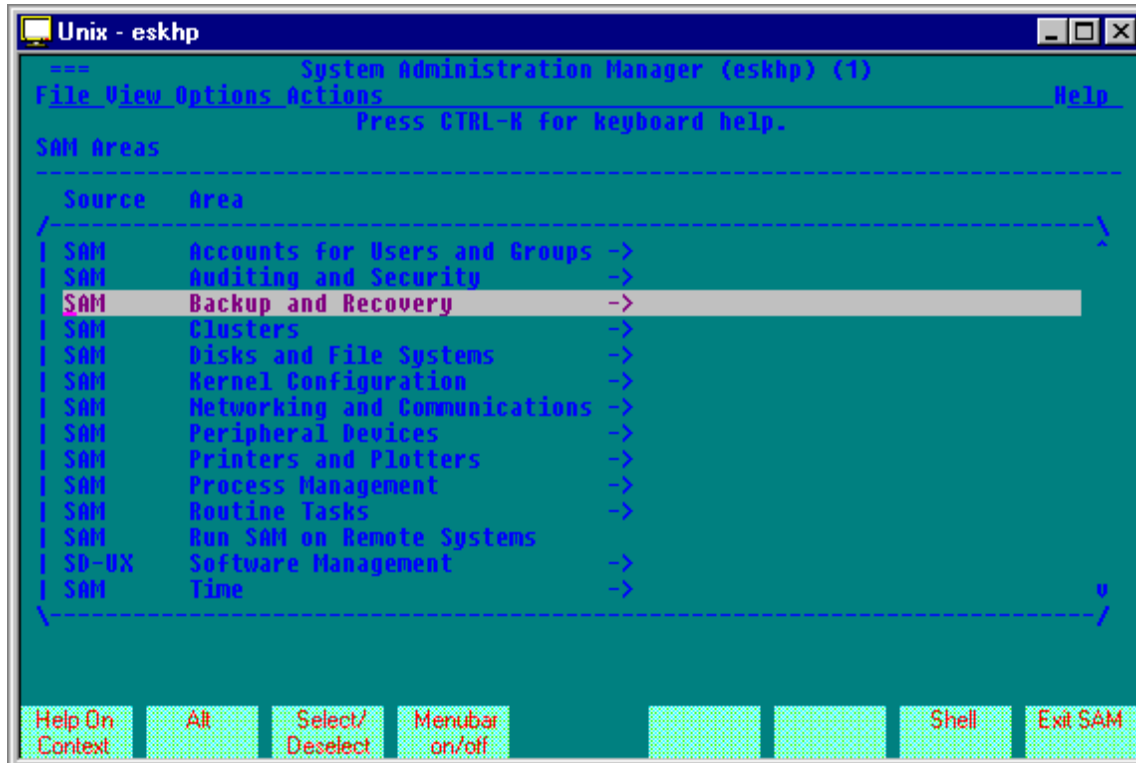 Unix - eskhp
=== System Administration Manager (eskhp) (1)
File View Options Actions Help
Press CTRL-K for keyboard help.
SAM Areas
Source Area
SAM Accounts for Users and Groups ->
SAM Auditing and Security ->
SAM Backup and Recovery ->
SAM Clusters ->
SAM Disks and File Systems ->
SAM Kernel Configuration ->
SAM Networking and Communications ->
SAM Peripheral Devices ->
SAM Printers and Plotters ->
SAM Process Management ->
SAM Routine Tasks ->
SAM Run SAM on Remote Systems
SD-UX Software Management ->
SAM Time ->
Help On Context Alt Select/ Deselect Menubar on/off Shell Exit SAM